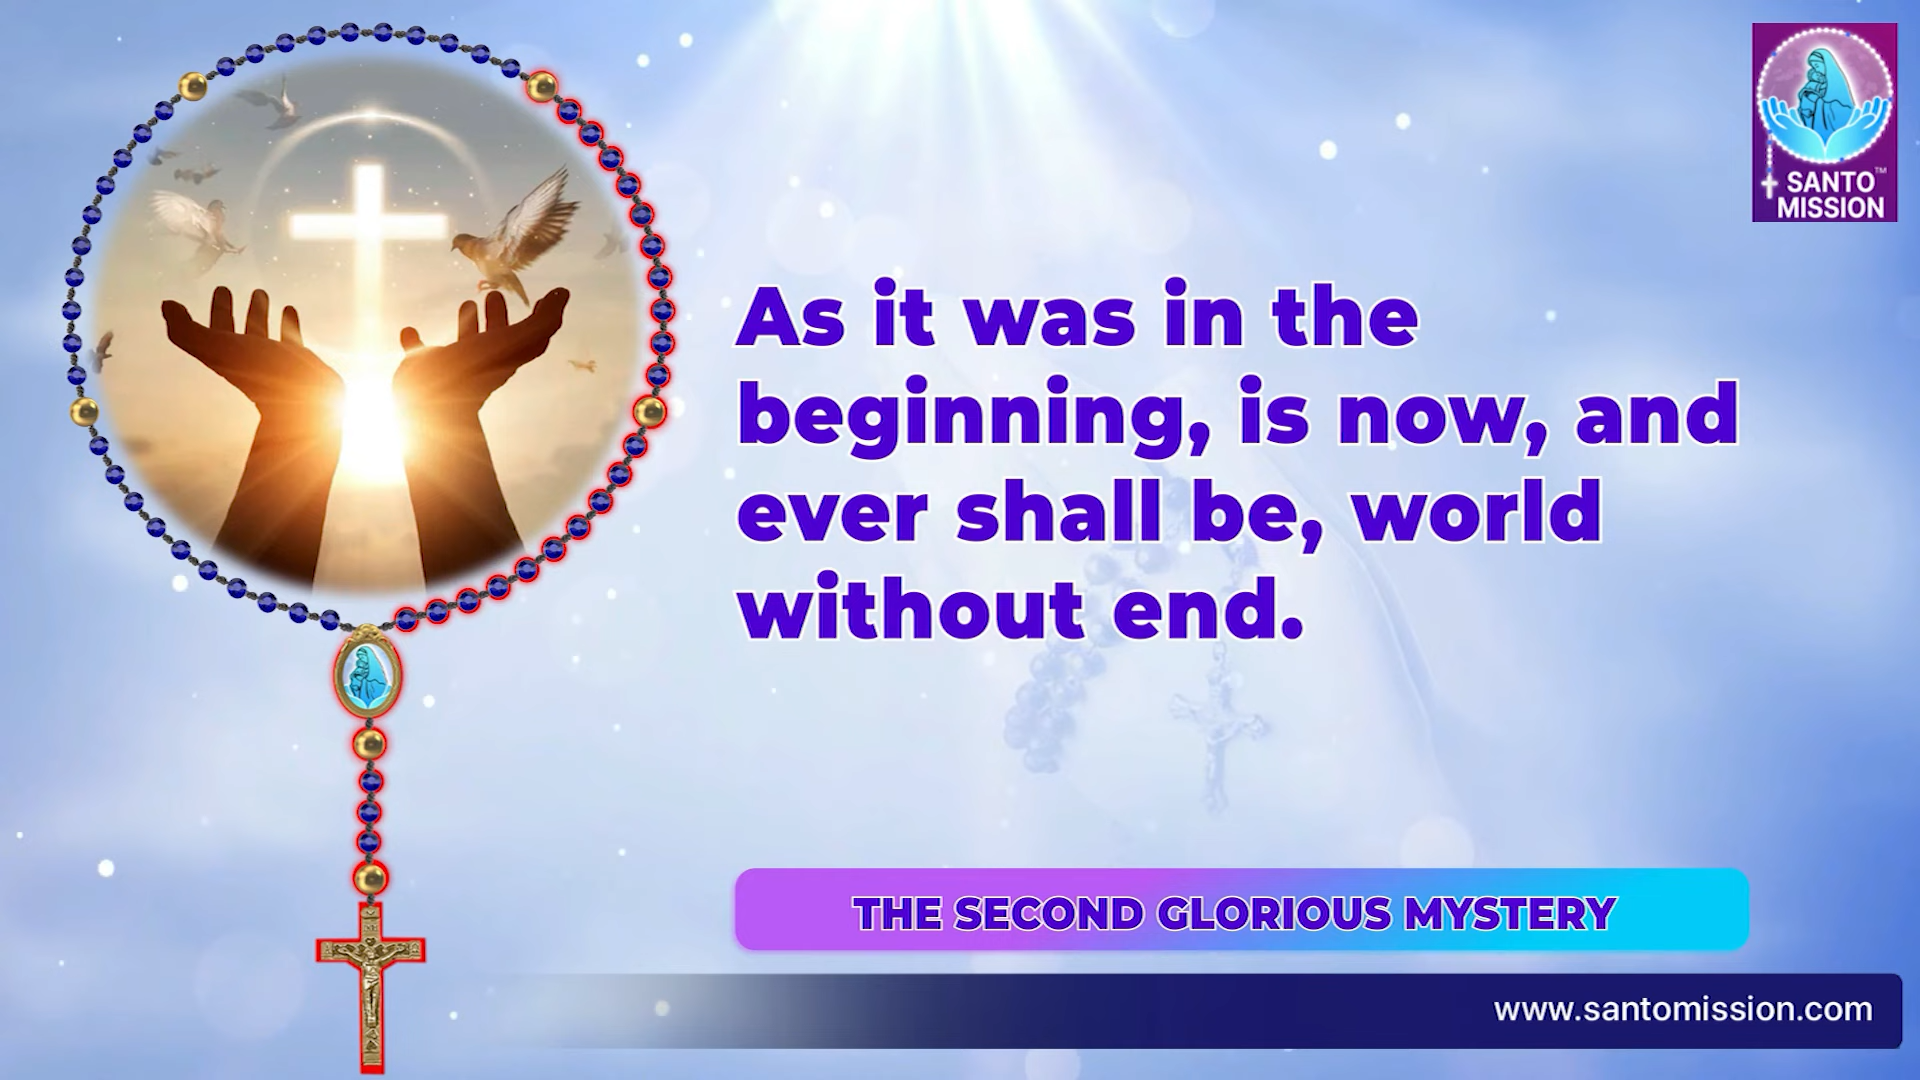 SANTO™
MISSION
As it was in the
beginning, is now, and
ever shall be, world
without end.
THE SECOND GLORIOUS MYSTERY
www.santomission.com